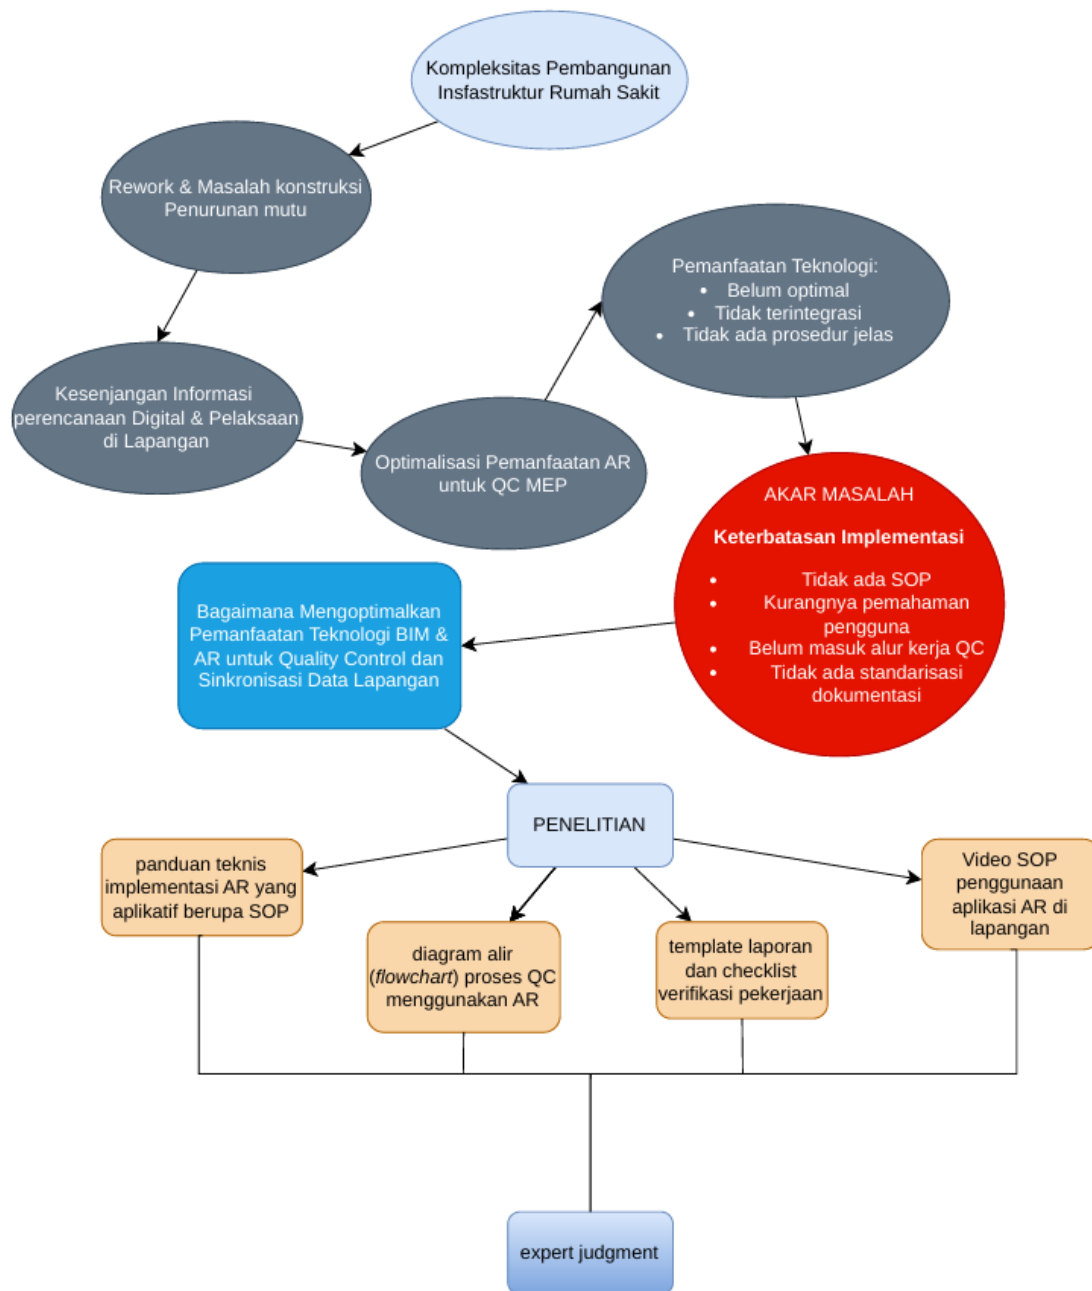 Kompleksitas Pembangunan
Insfastruktur Rumah Sakit
Rework & Masalah konstruksi
Penurunan mutu
Pemanfaatan Teknologi:
• Belum optimal
• Tidak terintegrasi
• Tidak ada prosedur jelas
Kesenjangan Informasi
perencanaan Digital & Pelaksaan
di Lapangan
Optimalisasi Pemanfaatan AR
untuk QC MEP
AKAR MASALAH
Keterbatasan Implementasi
• Tidak ada SOP
• Kurangnya pemahaman
pengguna
• Belum masuk alur kerja QC
• Tidak ada standarisasi
dokumentasi
Bagaimana Mengoptimalkan
Pemanfaatan Teknologi BIM &
AR untuk Quality Control dan
Sinkronisasi Data Lapangan
PENELITIAN
panduan teknis
implementasi AR yang
aplikatif berupa SOP
diagram alir
(flowchart) proses QC
menggunakan AR
template laporan
dan checklist
verifikasi pekerjaan
Video SOP
penggunaan
aplikasi AR di
lapangan
expert judgment